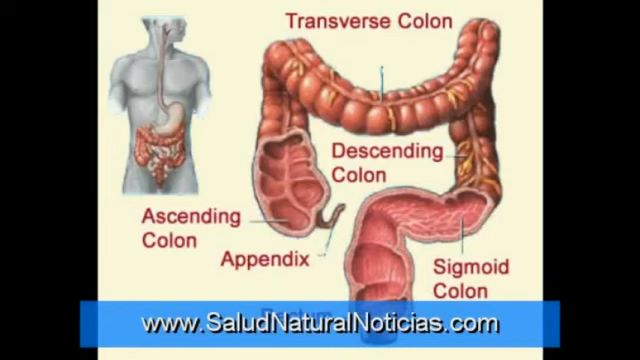 Transverse Colon
Descending
Colon
Ascending
Colon
Appendix
Sigmoid
Colon
www.SaludNaturalNoticias.com